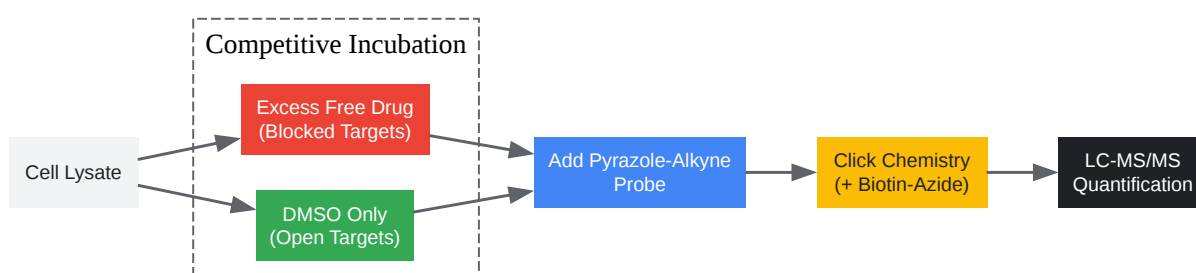 Competitive Incubation
Cell Lysate
Excess Free Drug
(Blocked Targets)
DMSO Only
(Open Targets)
Add Pyrazole-Alkyne
Probe
Click Chemistry
(+ Biotin-Azide)
LC-MS/MS
Quantification